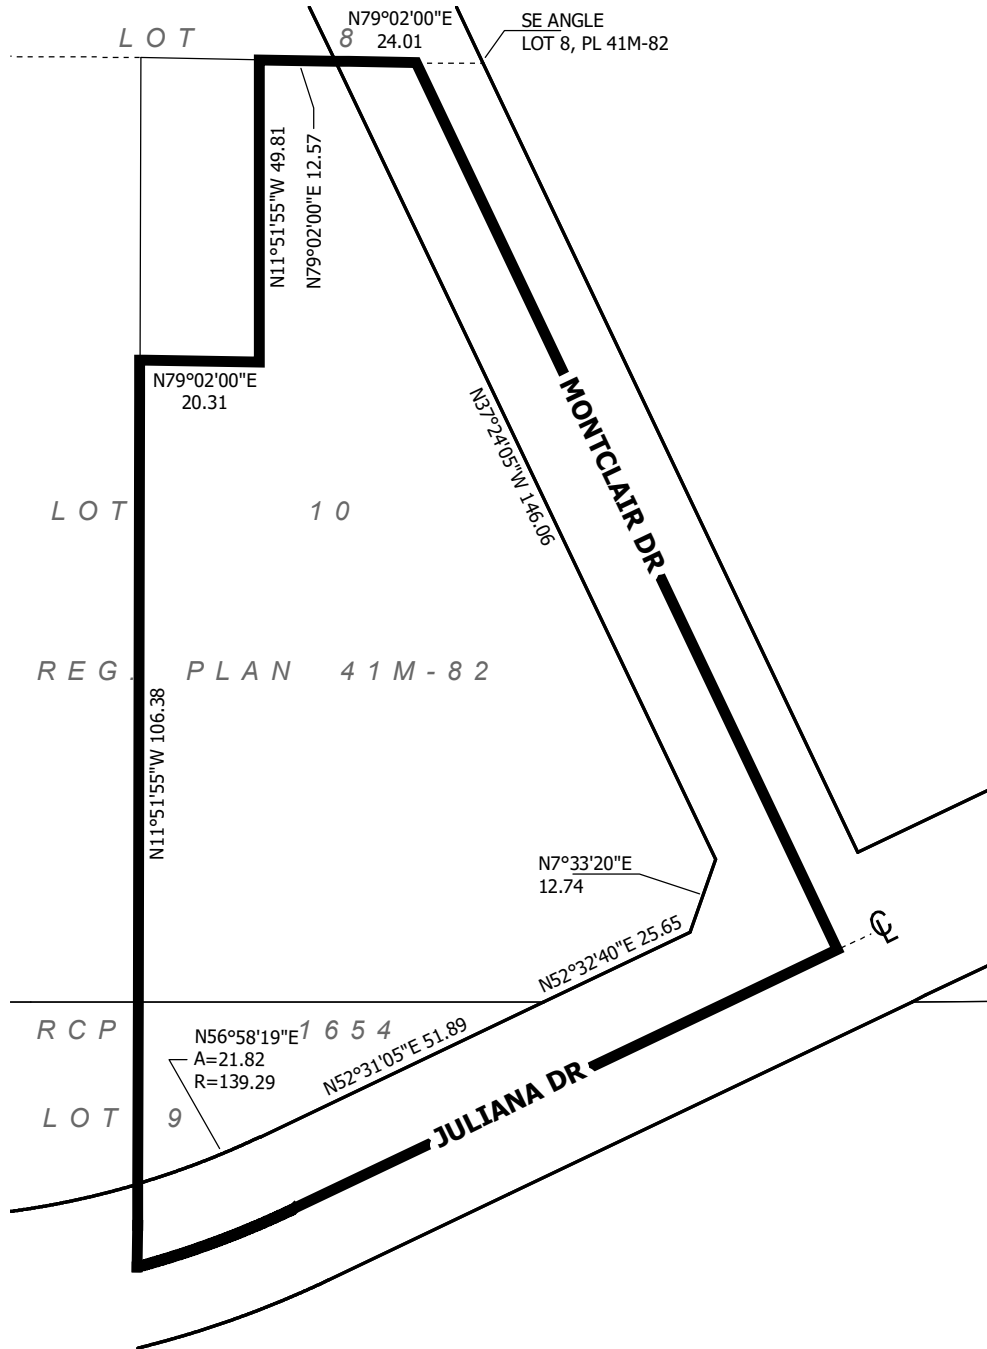 N79°02'00"E
24.01
SE ANGLE
LOT 8, PL 41M-82
LOT 8
N11°51'55"W 49.81
N79°02'00"E 12.57
N79°02'00"E
20.31
N37°24'05"W 146.06
MONTCLAIR DR
LOT 10
REG. PLAN 41M-82
N11°51'55"W 106.38
N7°33'20"E
12.74
N52°32'40"E 25.65
CL
RCP 1654
N56°58'19"E
A=21.82
R=139.29
N52°31'05"E 51.89
JULIANA DR
LOT 9